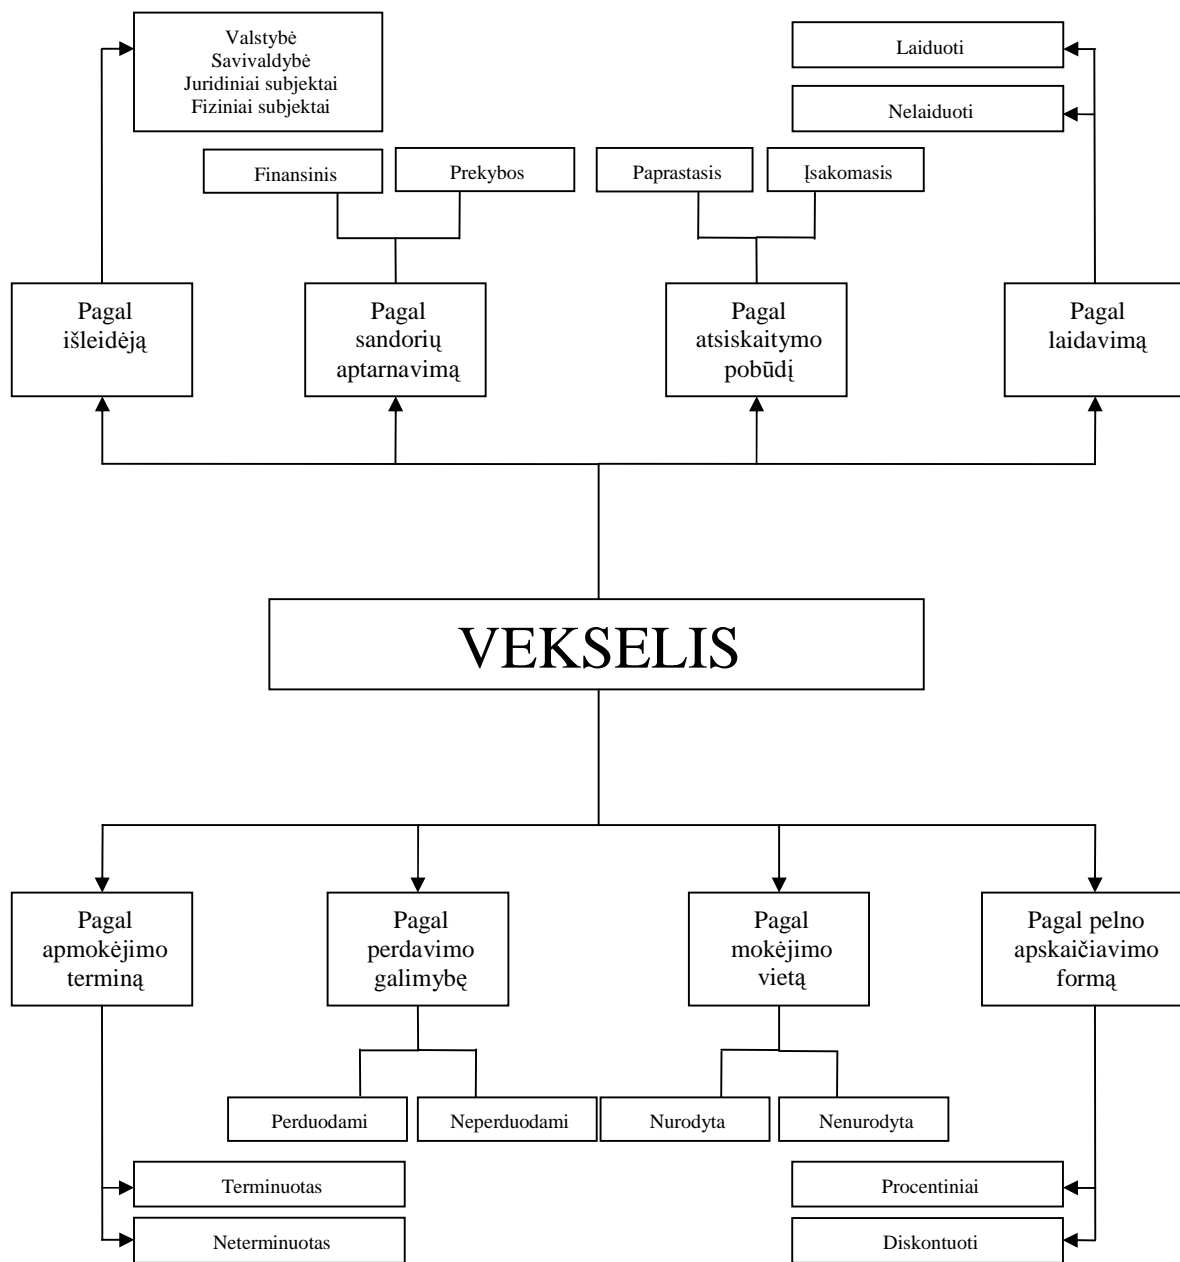 Valstybė
Savivaldybė
Juridiniai subjektai
Fiziniai subjektai
Laiduoti
Nelaiduoti
Finansinis
Prekybos
Paprastasis
Įsakomasis
Pagal
išleidėją
Pagal
sandorių
aptarnavimą
Pagal
atsiskaitymo
pobūdį
Pagal
laidavimą
VEKSELIS
Pagal
apmokėjimo
terminą
Pagal
perdavimo
galimybę
Pagal
mokėjimo
vietą
Pagal pelno
apskaičiavimo
formą
Perduodami
Neperduodami
Nurodyta
Nenurodyta
Terminuotas
Neterminuotas
Procentiniai
Diskontuoti